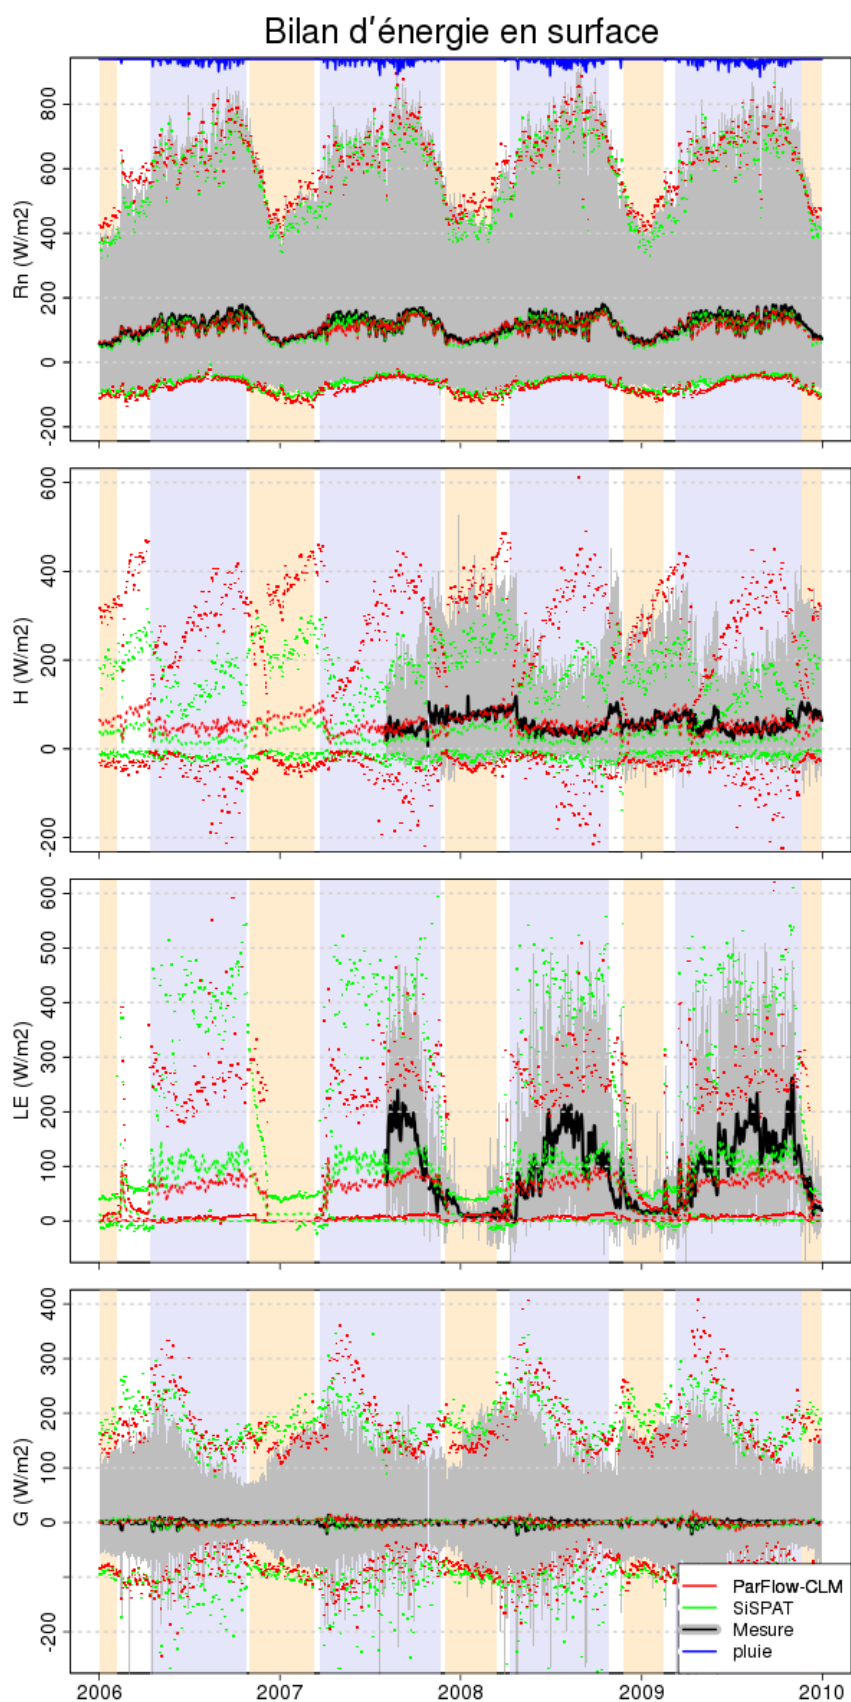 Bilan d'énergie en surface
Rn (W/m2)
800
600
400
200
0
-200
H (W/m2)
600
400
200
0
-200
LE (W/m2)
600
500
400
300
200
100
0
G (W/m2)
400
300
200
100
0
-200
ParFlow-CLM
SiSPAT
Mesure
pluie
2006 2007 2008 2009 2010